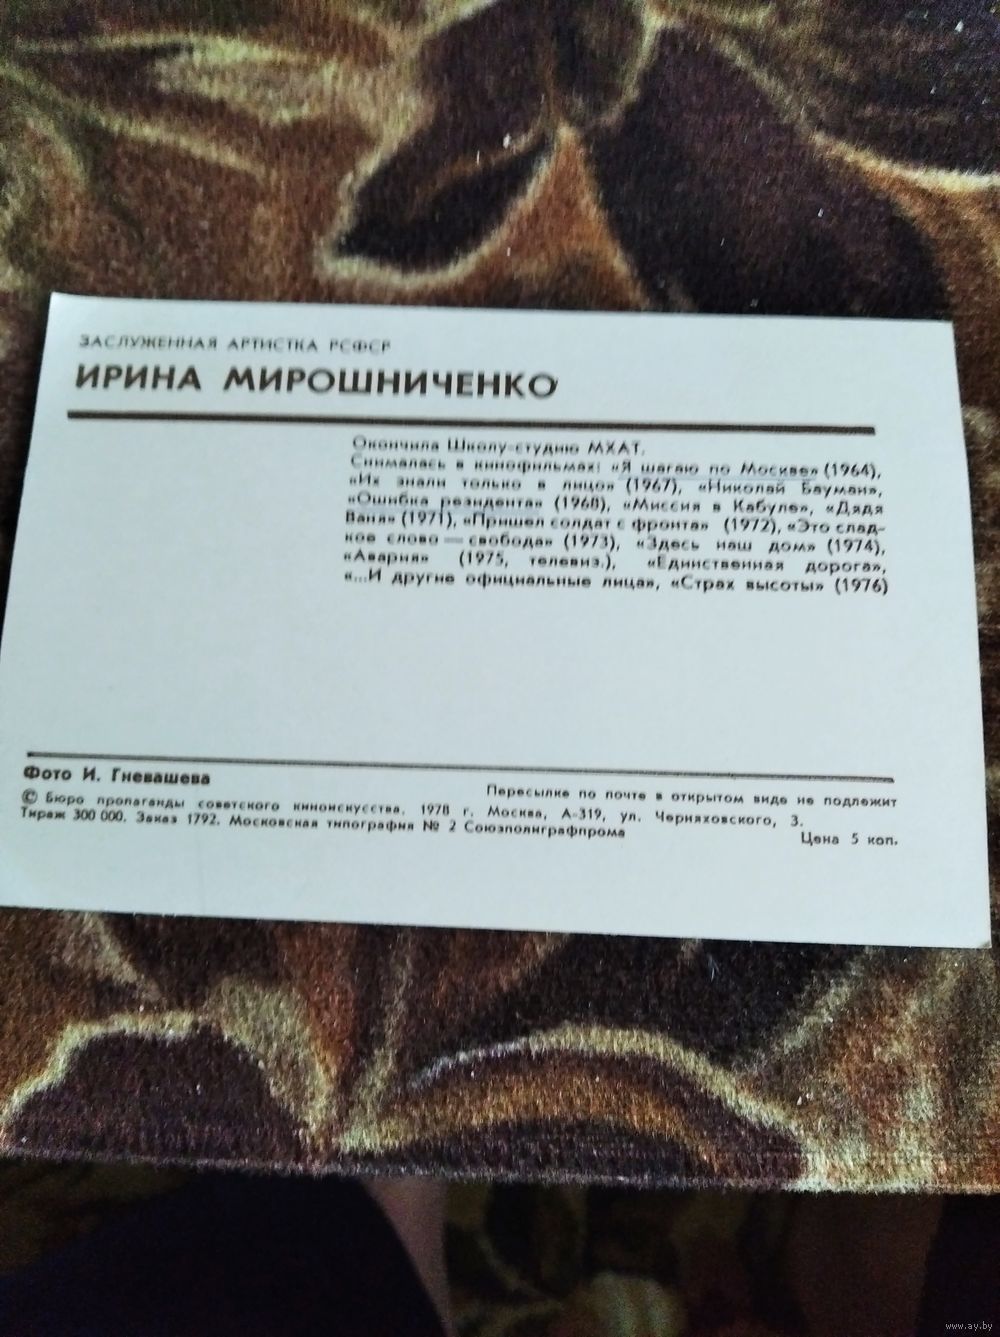 ЗАСЛУЖЕННАЯ АРТИСТКА РСФСР
ИРИНА МИРОШНИЧЕНКО
Окончила Школу-студию МХАТ.
Снималась в кинофильмах: «Я шагаю по Москве» (1964),
«Их знали только в лицо» (1967), «Николай Бауман»,
«Ошибка резидента» (1968), «Миссия в Кабуле», «Дядя
Ваня» (1971), «Пришел солдат с фронта» (1972), «Это слад-
кое слово — свобода» (1973), «Здесь наш дом» (1974),
«Авария» (1975, телевиз.), «Единственная дорога»,
«...И другие официальные лица», «Страх высоты» (1976)
Фото И. Гневашева
Пересылке по почте в открытом виде не подлежит
© Бюро пропаганды советского киноискусства. 1978 г. Москва, А-319, ул. Черняховского, 3.
Тираж 300 000. Заказ 1792. Московская типография № 2 Союзполиграфпрома
Цена 5 коп.
www.ay.by